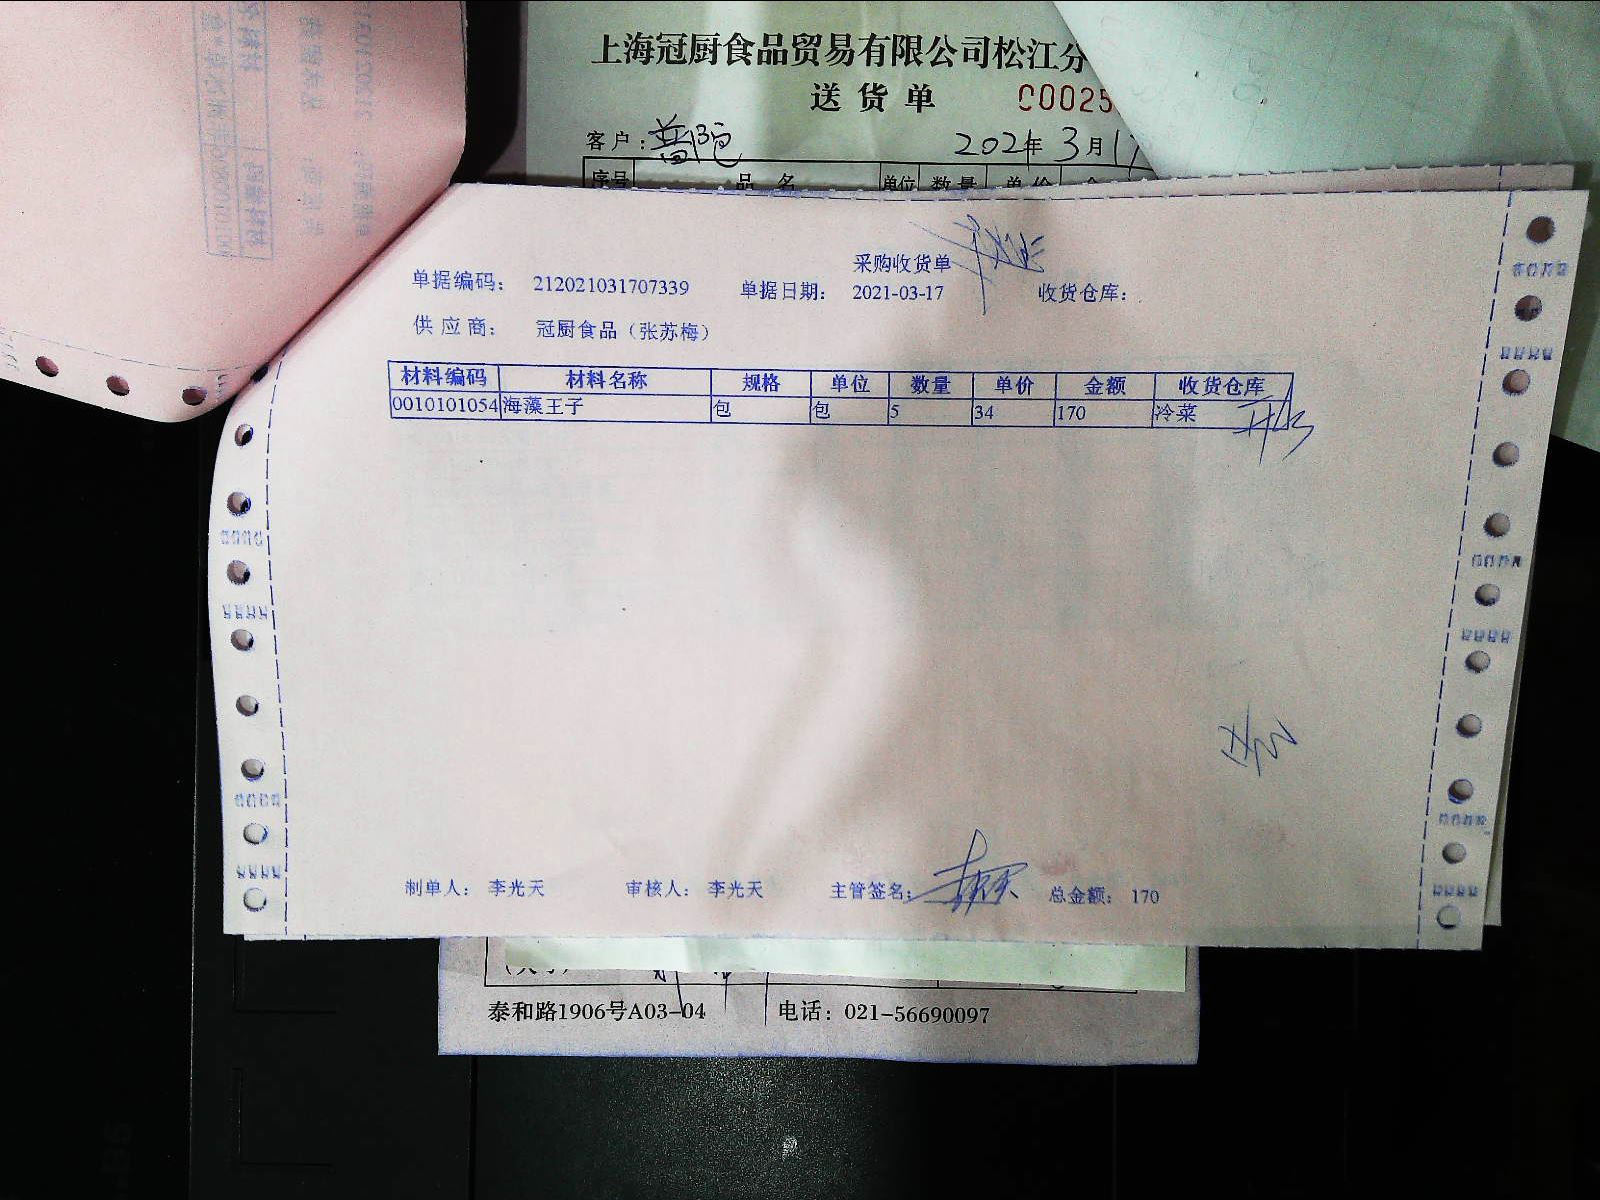 上海冠厨食品贸易有限公司松江分
送货单 C0025
客户: 2021年3月17
序号 品名 单位 数量 单价 金
采购收货单
单据编码: 212021031707339 单据日期: 2021-03-17 收货仓库:
供应商: 冠厨食品(张苏梅)
材料编码 材料名称 规格 单位 数量 单价 金额 收货仓库
0010101054 海藻王子 包 包 5 34 170 冷菜
制单人: 李光天 审核人: 李光天 主管签名: 总金额: 170
泰和路1906号A03-04 电话: 021-56690097